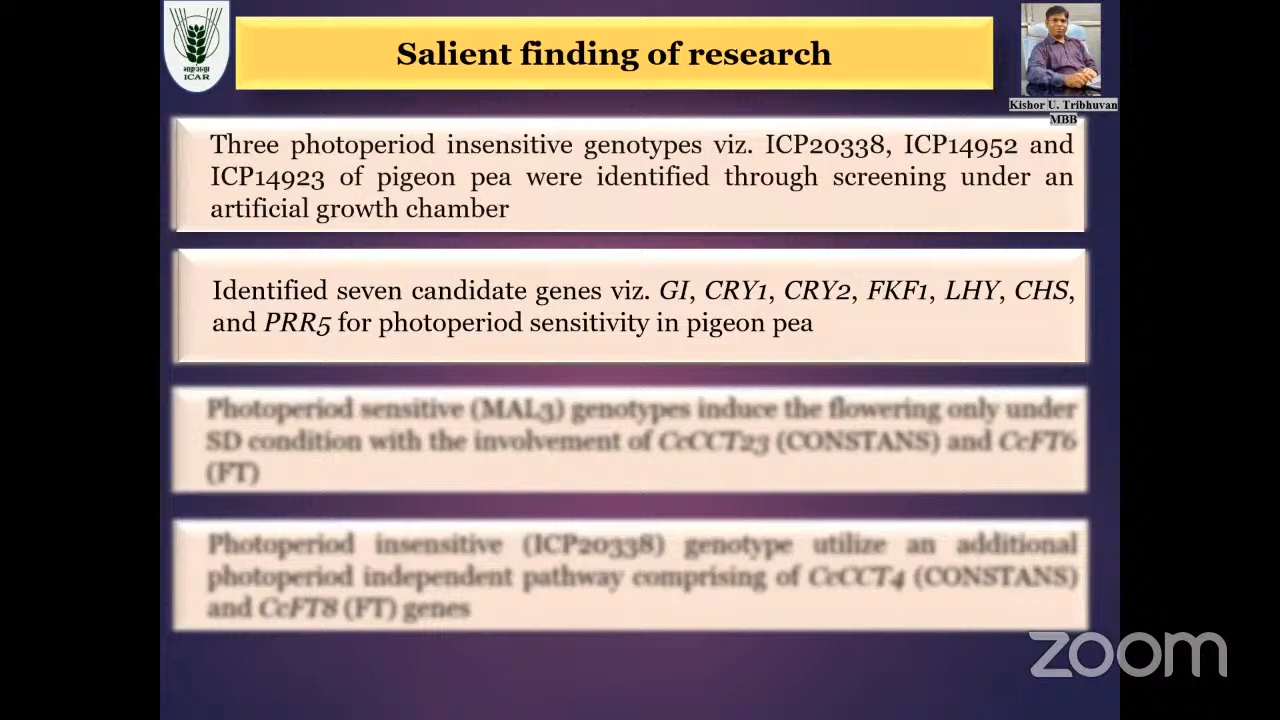 Salient finding of research
ICAR
Kishor U. Tribhuvan
MBB
Three photoperiod insensitive genotypes viz. ICP20338, ICP14952 and
ICP14923 of pigeon pea were identified through screening under an
artificial growth chamber
Identified seven candidate genes viz. GI, CRY1, CRY2, FKF1, LHY, CHS,
and PRR5 for photoperiod sensitivity in pigeon pea
Photoperiod sensitive (MAL3) genotypes induce the flowering only under
SD condition with the involvement of CcCCT23 (CONSTANS) and CcFT6
(FT)
Photoperiod insensitive (ICP20338) genotype utilize an additional
photoperiod independent pathway comprising of CcCCT4 (CONSTANS)
and CcFT8 (FT) genes
zoom